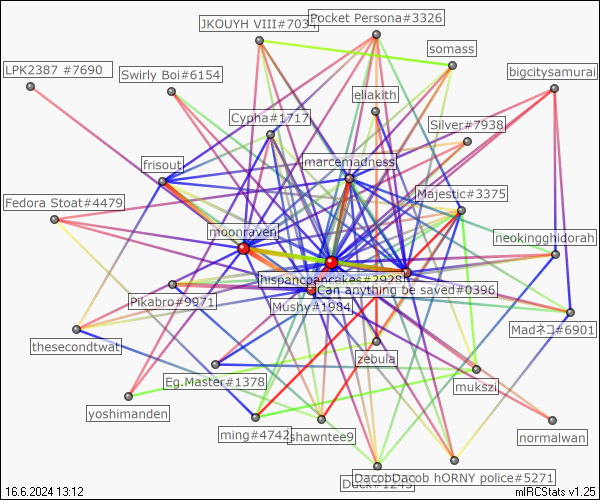 JKOUYH VIII#7034
Pocket Persona#3326
somass
LPK2387 #7690
Swirly Boi#6154
bigcitysamurai
eliakith
Cypha#1717
Silver#7938
marcemadness
frisout
Majestic#3375
Fedora Stoat#4479
moonraven
neokingghidorah
hispancpancakes#2928
Can anything be saved#0396
Pikabro#9971
Mushy#1984
Madネコ#6901
thesecondtwat
zebula
Eg.Master#1378
mukszi
yoshimanden
normalwan
ming#4742
shawntee9
DacobDacob hORNY police#5271
Duck#1245
16.6.2024 13:12
mIRCStats v1.25